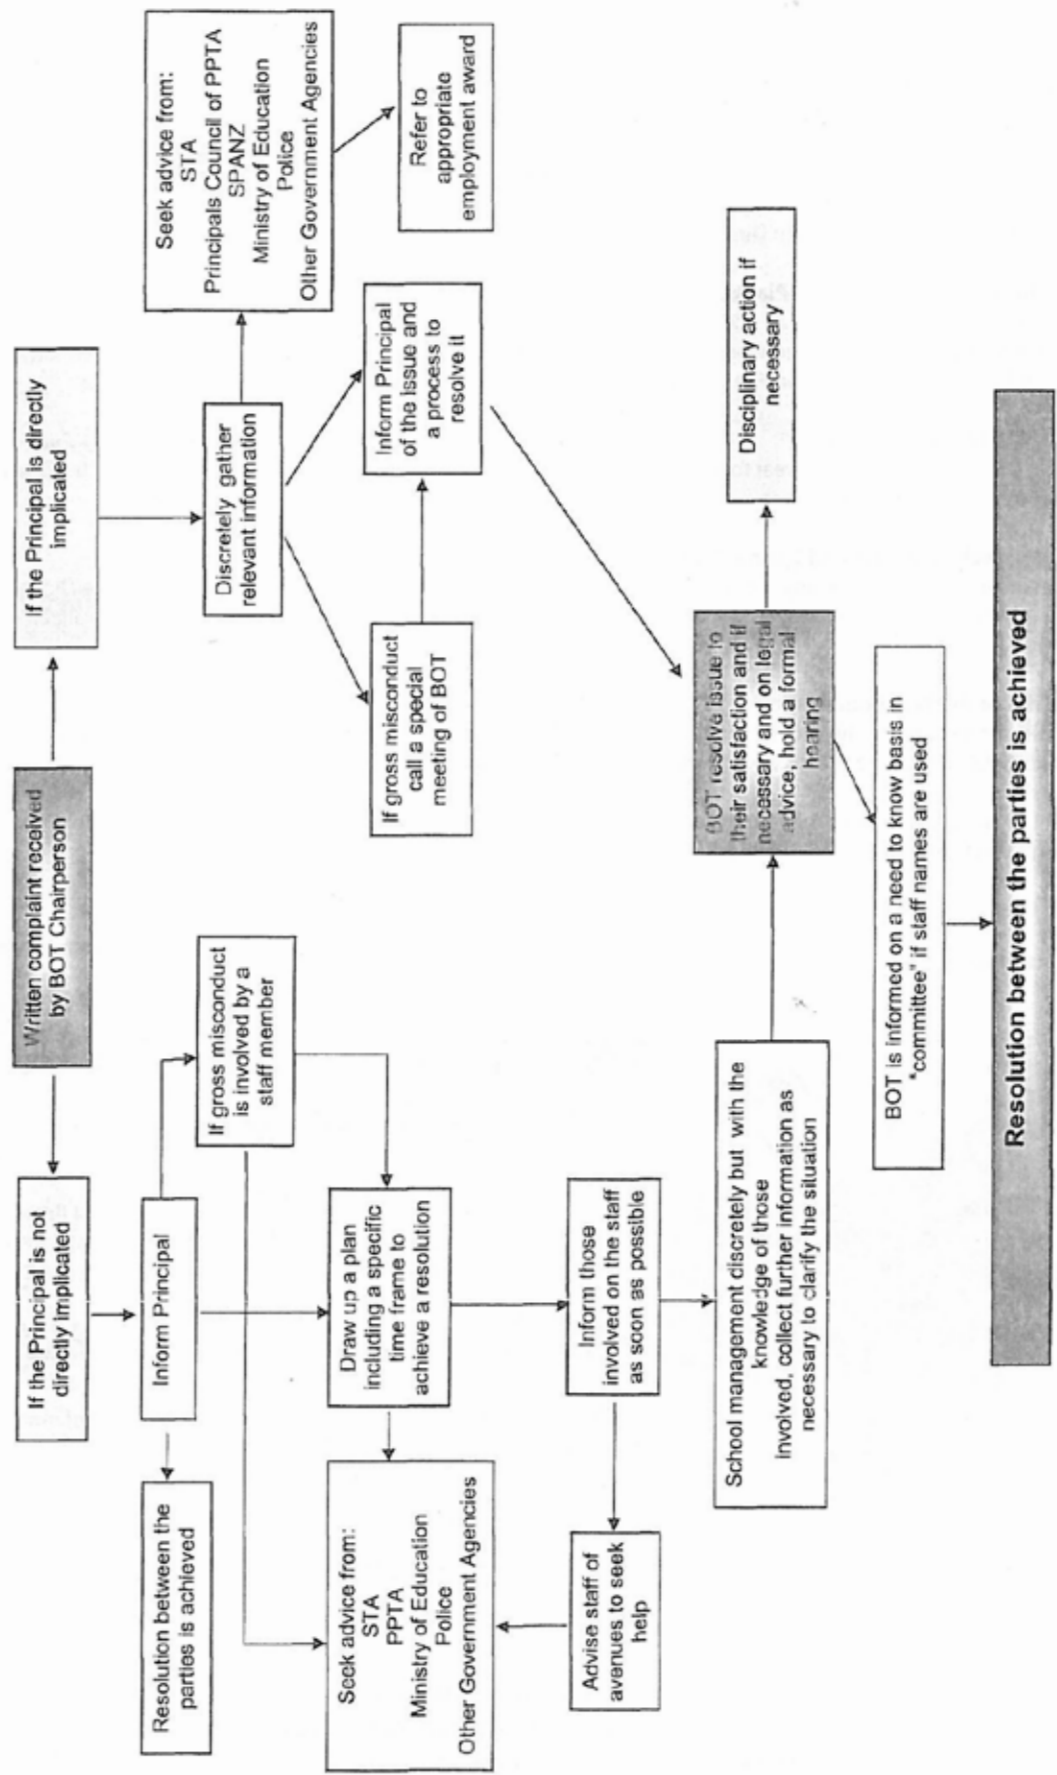 Written complaint received
by BOT Chairperson
If the Principal is not
directly implicated
If the Principal is directly
implicated
Inform Principal
Resolution between the
parties is achieved
If gross misconduct
is involved by a
staff member
Draw up a plan
including a specific
time frame to
achieve a resolution
Seek advice from:
STA
PPTA
Ministry of Education
Police
Other Government Agencies
Inform those
involved on the staff
as soon as possible
Advise staff of
avenues to seek
help
School management discretely but with the
knowledge of those
involved, collect further information as
necessary to clarify the situation
Discretely gather
relevant information
Seek advice from:
STA
Principals Council of PPTA
SPANZ
Ministry of Education
Police
Other Government Agencies
Refer to
appropriate
employment award
If gross misconduct
call a special
meeting of BOT
Inform Principal
of the issue and
a process to
resolve it
BOT resolve issue to
their satisfaction and if
necessary and on legal
advice, hold a formal
hearing
Disciplinary action if
necessary
BOT is informed on a need to know basis in
"committee" if staff names are used
Resolution between the parties is achieved